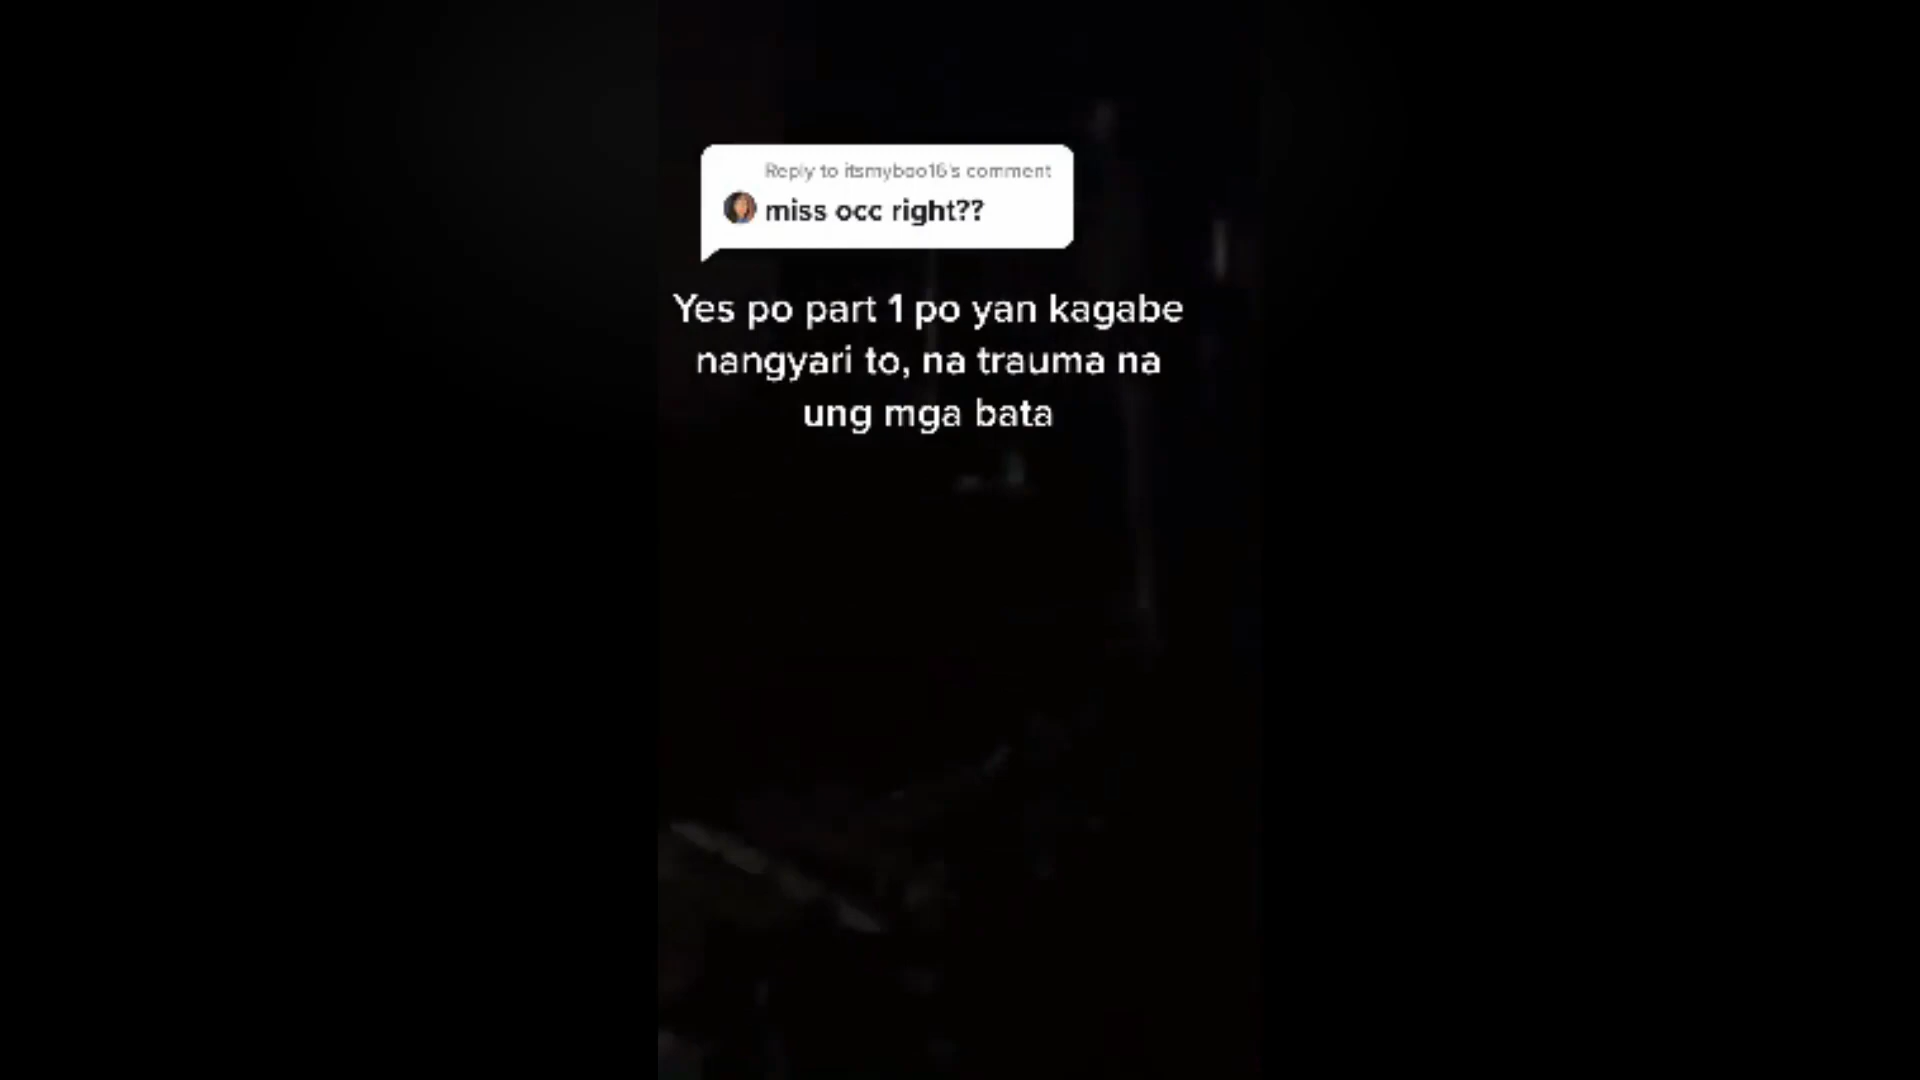 Reply to itsmyboo16's comment
miss occ right??
Yes po part 1 po yan kagabe
nangyari to, na trauma na
ung mga bata